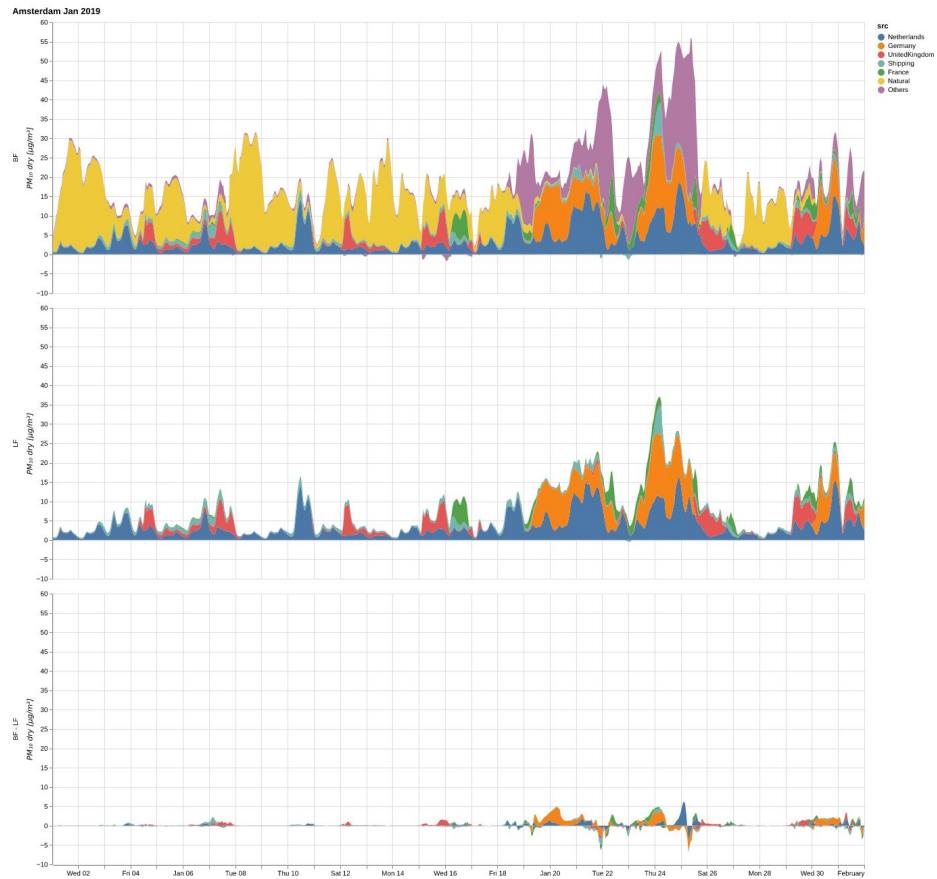 Amsterdam Jan 2019
src
Netherlands
Germany
UnitedKingdom
Shipping
France
Natural
Others
60
55
50
45
40
35
30
25
20
15
10
5
0
−5
−10
BF
PM₁₀ dry [μg/m³]
60
55
50
45
40
35
30
25
20
15
10
5
0
−5
−10
LF
PM₁₀ dry [μg/m³]
60
55
50
45
40
35
30
25
20
15
10
5
0
−5
−10
BF - LF
PM₁₀ dry [μg/m³]
Wed 02 Fri 04 Jan 06 Tue 08 Thu 10 Sat 12 Mon 14 Wed 16 Fri 18 Jan 20 Tue 22 Thu 24 Sat 26 Mon 28 Wed 30 February